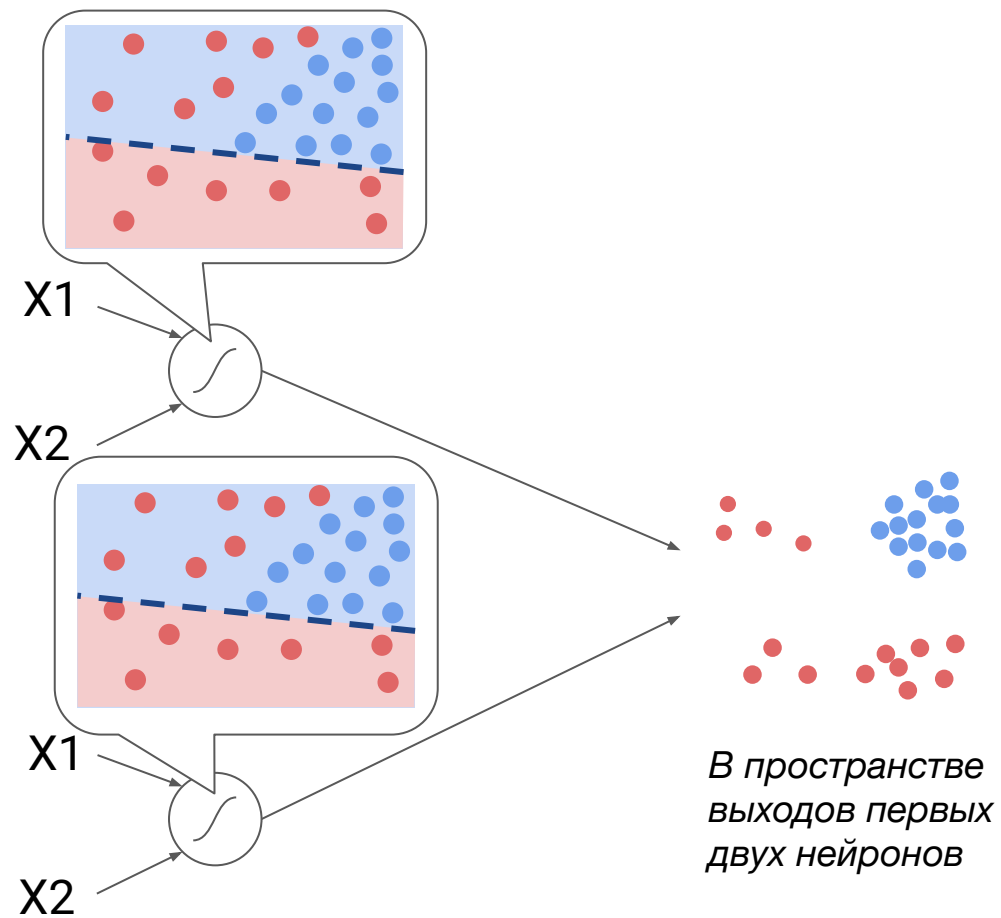 X1
X2
X1
X2
В пространстве
выходов первых
двух нейронов